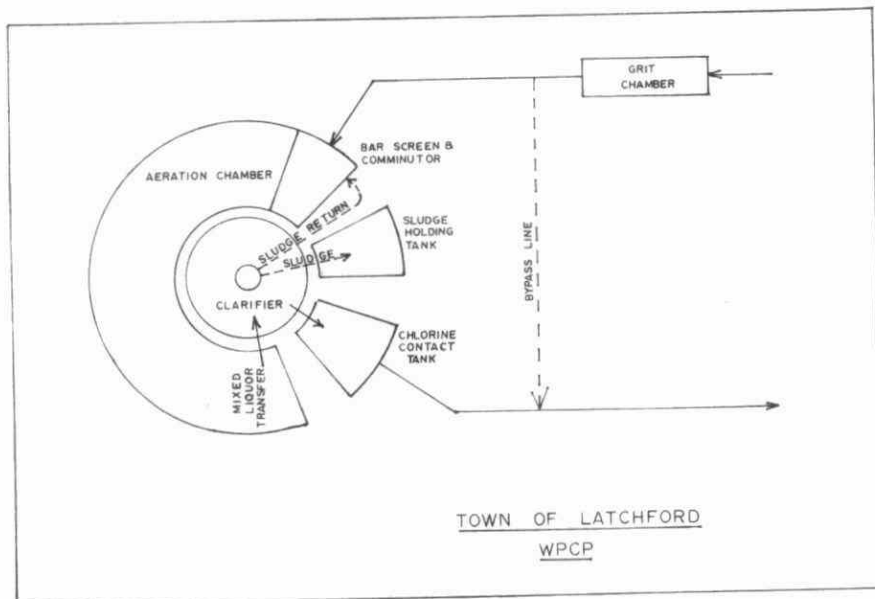 GRIT
CHAMBER
BAR SCREEN &
COMMINUTOR
AERATION CHAMBER
SLUDGE RETURN
SLUDGE
SLUDGE
HOLDING
TANK
BYPASS LINE
CLARIFIER
CHLORINE
CONTACT
TANK
MIXED
LIQUOR
TRANSFER
TOWN OF LATCHFORD
WPCP